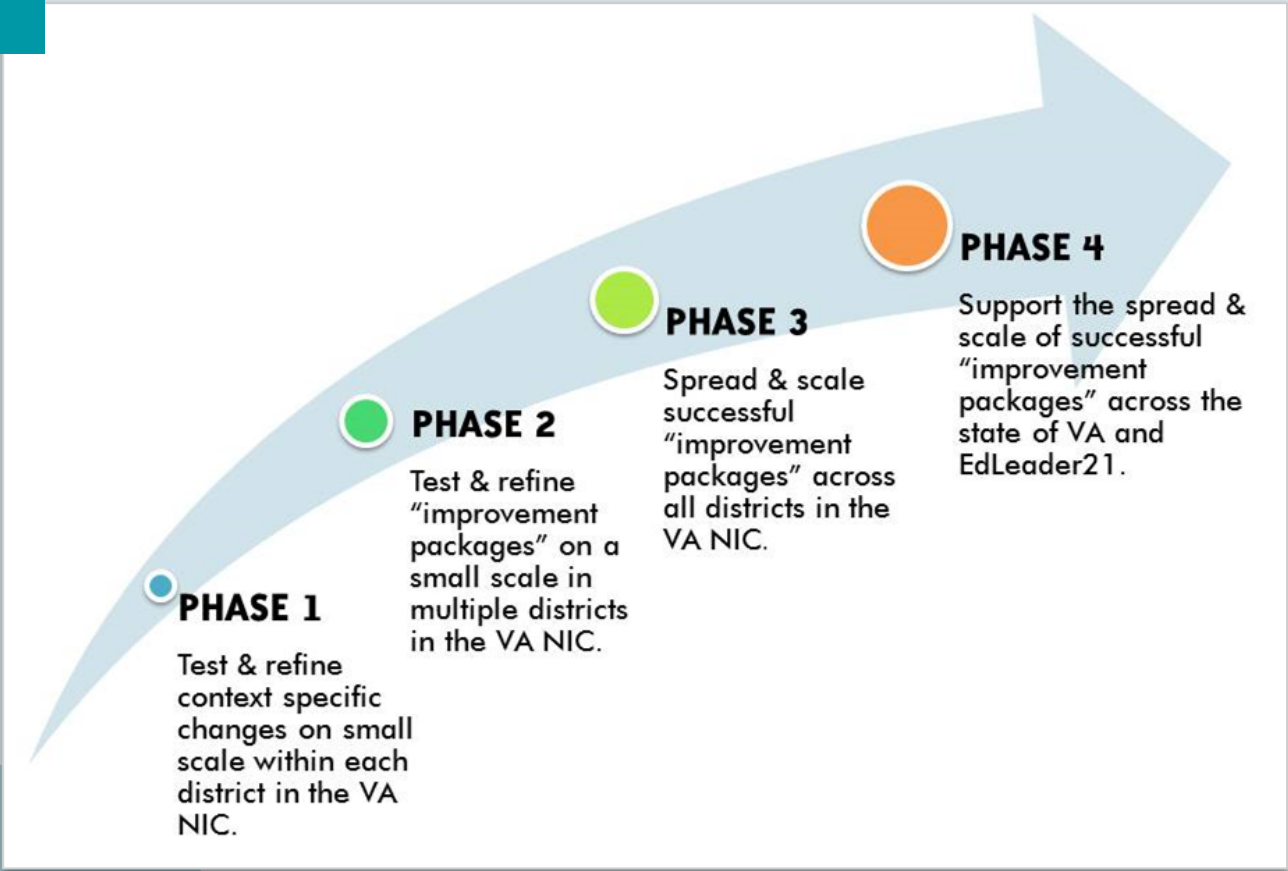 PHASE 1
Test & refine
context specific
changes on small
scale within each
district in the VA
NIC.
PHASE 2
Test & refine
“improvement
packages” on a
small scale in
multiple districts
in the VA NIC.
PHASE 3
Spread & scale
successful
“improvement
packages” across
all districts in the
VA NIC.
PHASE 4
Support the spread &
scale of successful
“improvement
packages” across the
state of VA and
EdLeader21.